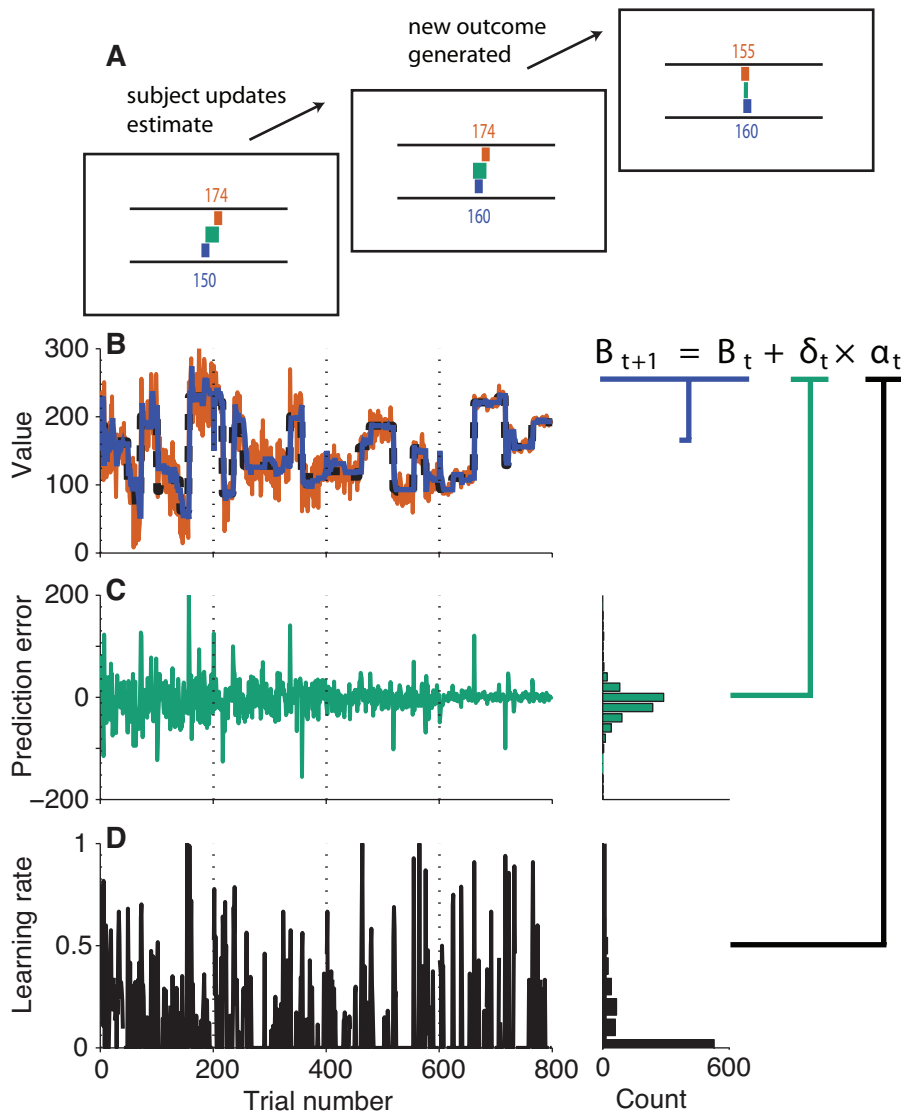 A
subject updates
estimate
new outcome
generated
174
150
174
160
155
160
B
300
200
100
0
Value
B t+1 = B t + δt × αt
C
200
0
−200
Prediction error
D
1
0.5
0
Learning rate
0 200 400 600 800
Trial number
0 600
Count